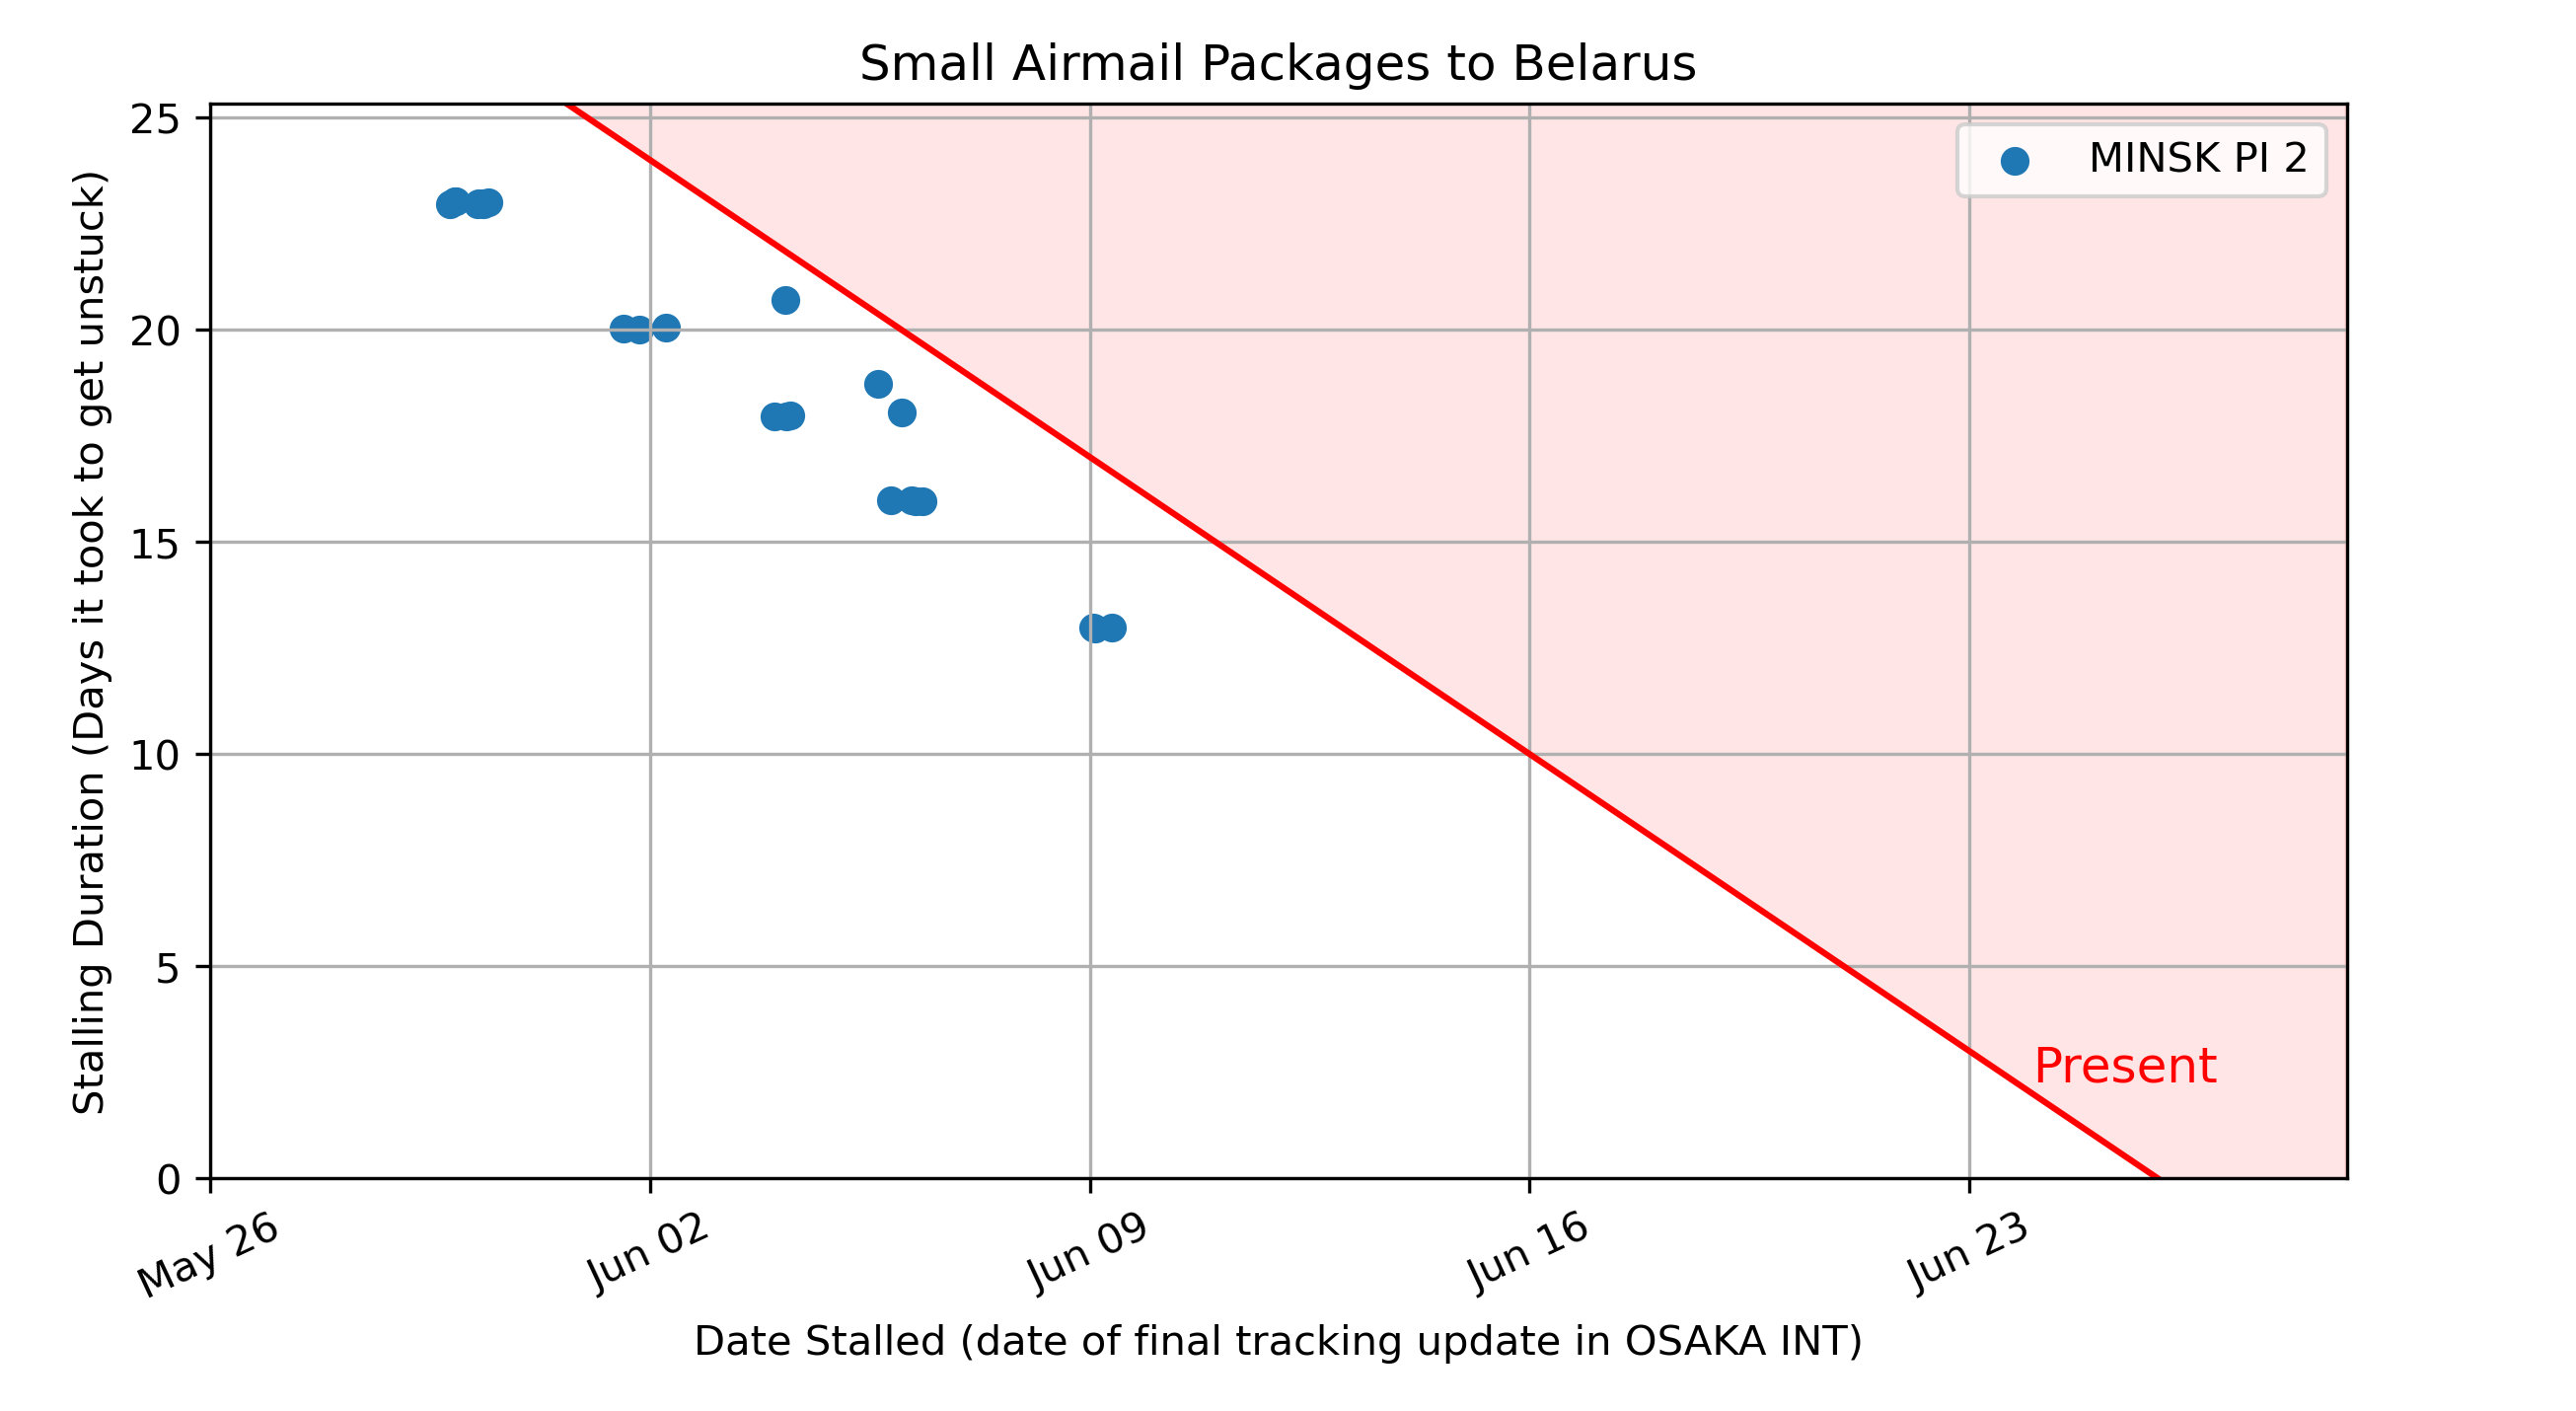 Small Airmail Packages to Belarus
MINSK PI 2
Stalling Duration (Days it took to get unstuck)
25
20
15
10
5
0
Present
May 26
Jun 02
Jun 09
Jun 16
Jun 23
Date Stalled (date of final tracking update in OSAKA INT)